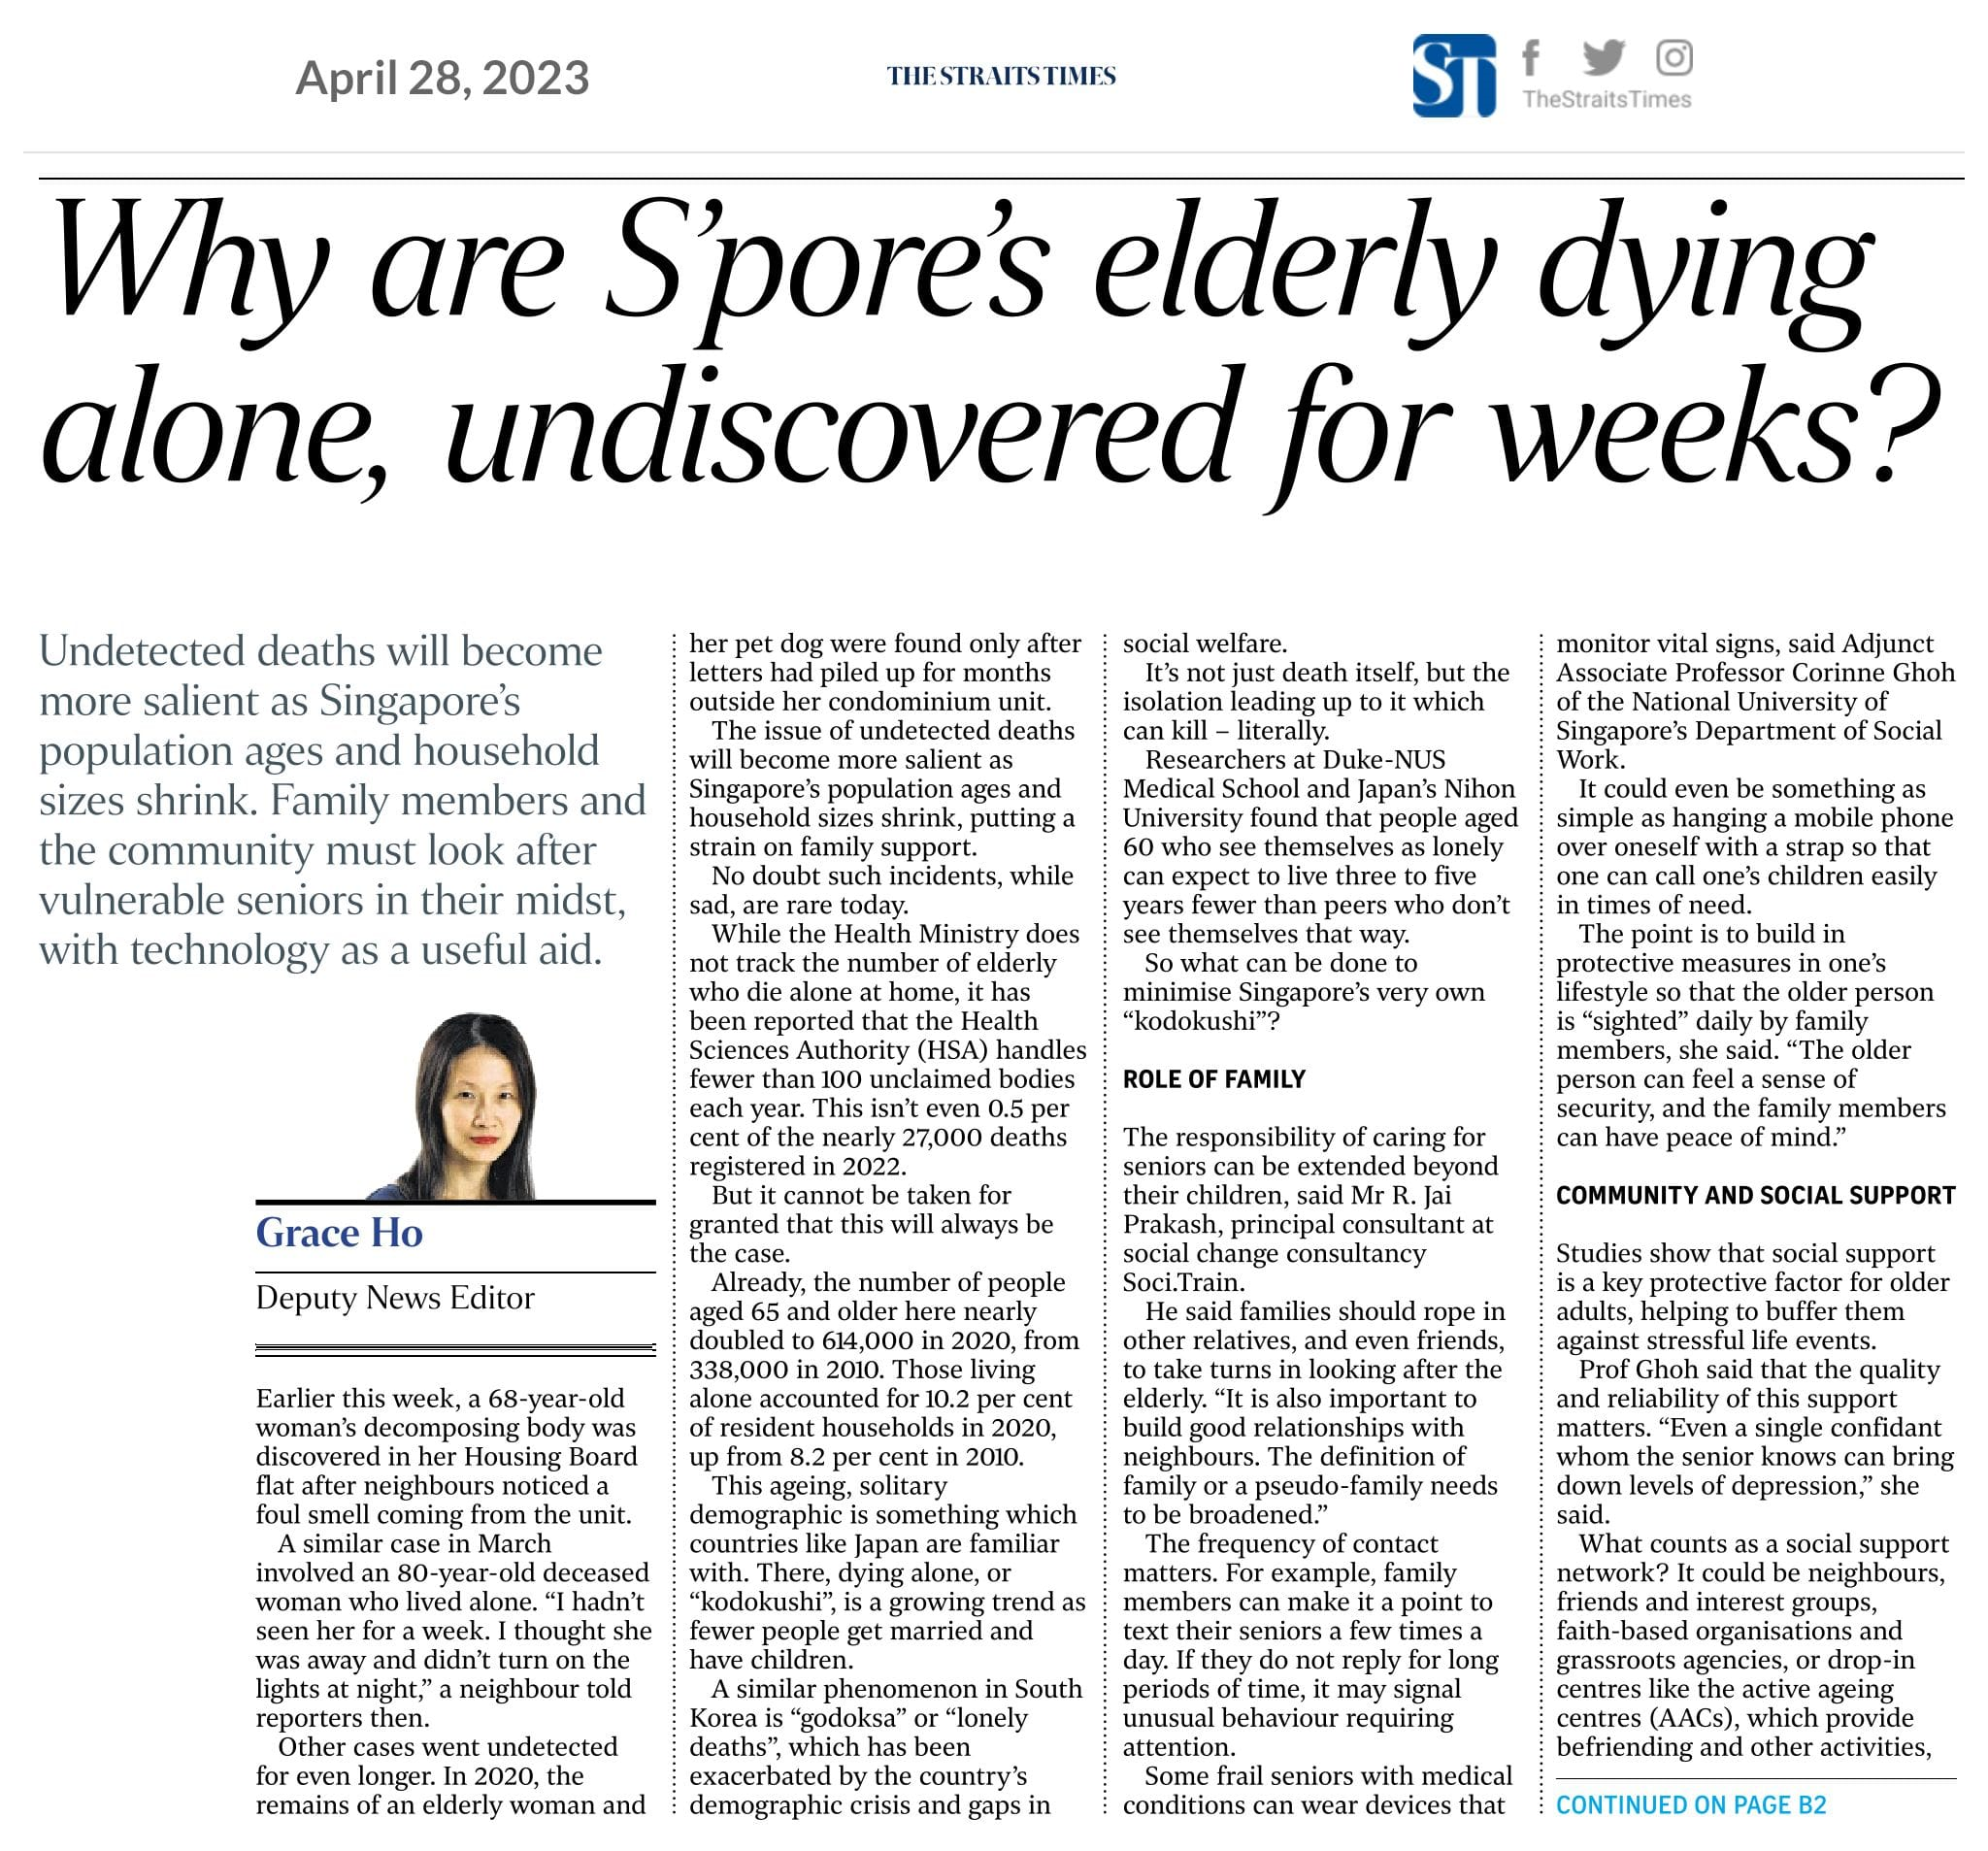 April 28, 2023
THE STRAITS TIMES
ST
TheStraitsTimes
Why are S'pore's elderly dying
alone, undiscovered for weeks?
Undetected deaths will become
more salient as Singapore's
population ages and household
sizes shrink. Family members and
the community must look after
vulnerable seniors in their midst,
with technology as a useful aid.
Grace Ho
Deputy News Editor
Earlier this week, a 68-year-old
woman's decomposing body was
discovered in her Housing Board
flat after neighbours noticed a
foul smell coming from the unit.
A similar case in March
involved an 80-year-old deceased
woman who lived alone. “I hadn't
seen her for a week. I thought she
was away and didn't turn on the
lights at night,” a neighbour told
reporters then.
Other cases went undetected
for even longer. In 2020, the
remains of an elderly woman and
her pet dog were found only after
letters had piled up for months
outside her condominium unit.
The issue of undetected deaths
will become more salient as
Singapore's population ages and
household sizes shrink, putting a
strain on family support.
No doubt such incidents, while
sad, are rare today.
While the Health Ministry does
not track the number of elderly
who die alone at home, it has
been reported that the Health
Sciences Authority (HSA) handles
fewer than 100 unclaimed bodies
each year. This isn't even 0.5 per
cent of the nearly 27,000 deaths
registered in 2022.
But it cannot be taken for
granted that this will always be
the case.
Already, the number of people
aged 65 and older here nearly
doubled to 614,000 in 2020, from
338,000 in 2010. Those living
alone accounted for 10.2 per cent
of resident households in 2020,
up from 8.2 per cent in 2010.
This ageing, solitary
demographic is something which
countries like Japan are familiar
with. There, dying alone, or
“kodokushi”, is a growing trend as
fewer people get married and
have children.
A similar phenomenon in South
Korea is “godoksa” or “lonely
deaths”, which has been
exacerbated by the country's
demographic crisis and gaps in
social welfare.
It's not just death itself, but the
isolation leading up to it which
can kill – literally.
Researchers at Duke-NUS
Medical School and Japan's Nihon
University found that people aged
60 who see themselves as lonely
can expect to live three to five
years fewer than peers who don't
see themselves that way.
So what can be done to
minimise Singapore's very own
“kodokushi”?
ROLE OF FAMILY
The responsibility of caring for
seniors can be extended beyond
their children, said Mr R. Jai
Prakash, principal consultant at
social change consultancy
Soci.Train.
He said families should rope in
other relatives, and even friends,
to take turns in looking after the
elderly. “It is also important to
build good relationships with
neighbours. The definition of
family or a pseudo-family needs
to be broadened.”
The frequency of contact
matters. For example, family
members can make it a point to
text their seniors a few times a
day. If they do not reply for long
periods of time, it may signal
unusual behaviour requiring
attention.
Some frail seniors with medical
conditions can wear devices that
monitor vital signs, said Adjunct
Associate Professor Corinne Ghoh
of the National University of
Singapore's Department of Social
Work.
It could even be something as
simple as hanging a mobile phone
over oneself with a strap so that
one can call one's children easily
in times of need.
The point is to build in
protective measures in one's
lifestyle so that the older person
is “sighted” daily by family
members, she said. “The older
person can feel a sense of
security, and the family members
can have peace of mind.”
COMMUNITY AND SOCIAL SUPPORT
Studies show that social support
is a key protective factor for older
adults, helping to buffer them
against stressful life events.
Prof Ghoh said that the quality
and reliability of this support
matters. “Even a single confidant
whom the senior knows can bring
down levels of depression,” she
said.
What counts as a social support
network? It could be neighbours,
friends and interest groups,
faith-based organisations and
grassroots agencies, or drop-in
centres like the active ageing
centres (AACs), which provide
befriending and other activities,
CONTINUED ON PAGE B2